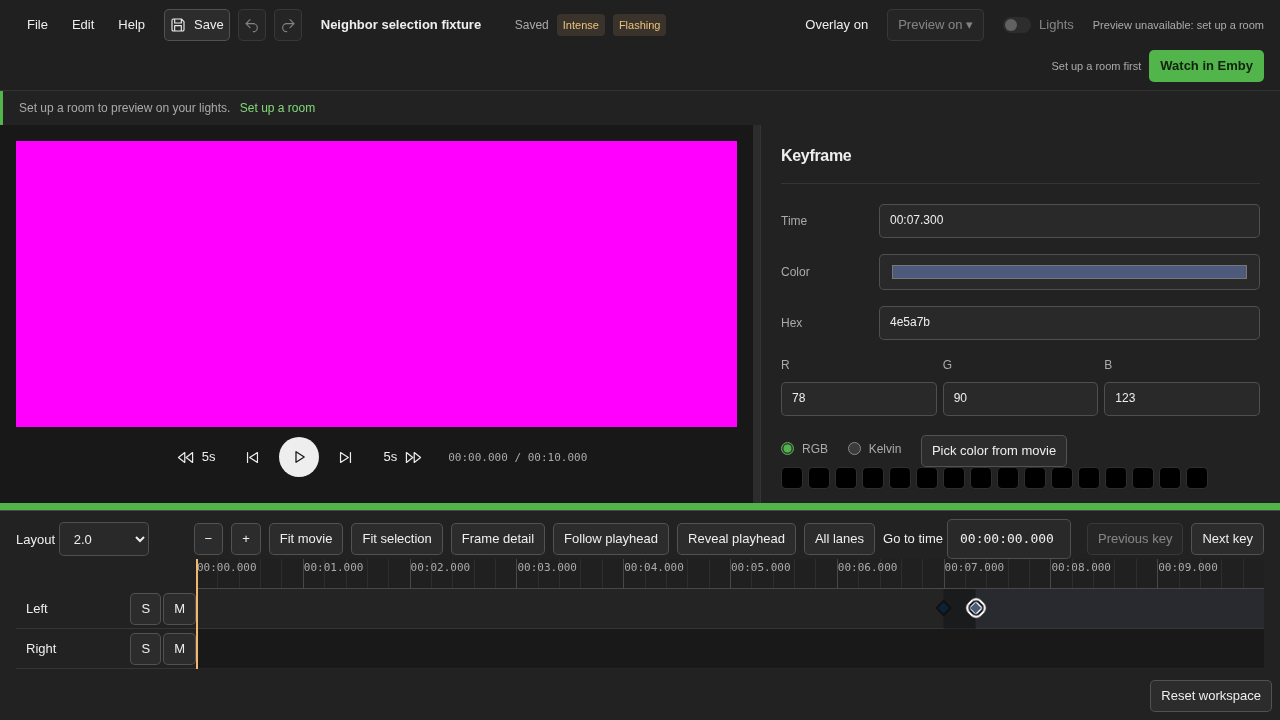 File Edit Help Save Neighbor selection fixture Saved Intense Flashing Overlay on Preview on ▾ Lights Preview unavailable: set up a room
Set up a room first Watch in Emby
Set up a room to preview on your lights. Set up a room
Keyframe
Time 00:07.300
Color
Hex 4e5a7b
R G B
78 90 123
RGB Kelvin Pick color from movie
5s 5s 00:00.000 / 00:10.000
Layout 2.0 − + Fit movie Fit selection Frame detail Follow playhead Reveal playhead All lanes Go to time 00:00:00.000 Previous key Next key
00:00.000 00:01.000 00:02.000 00:03.000 00:04.000 00:05.000 00:06.000 00:07.000 00:08.000 00:09.000
Left S M
Right S M
Reset workspace